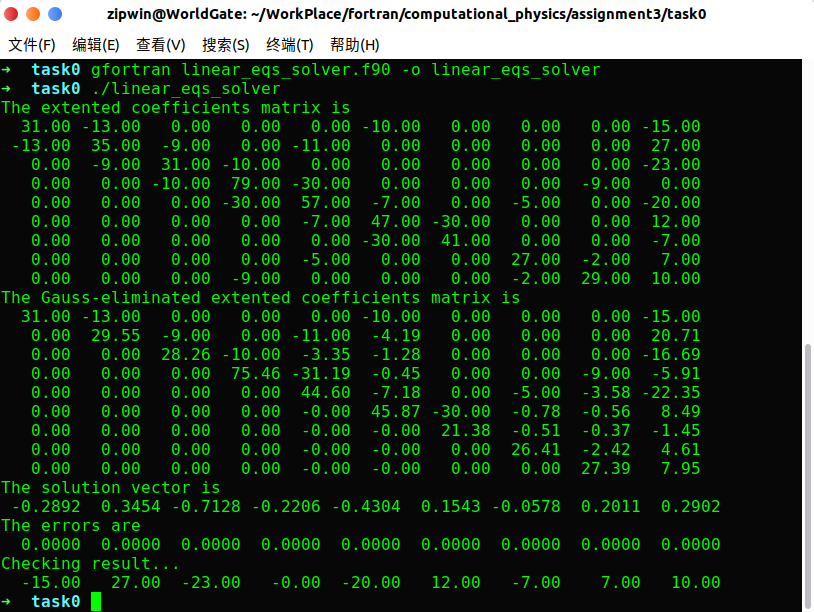 zipwin@WorldGate: ~/WorkPlace/fortran/computational_physics/assignment3/task0
文件(F) 编辑(E) 查看(V) 搜索(S) 终端(T) 帮助(H)
➜ task0 gfortran linear_eqs_solver.f90 -o linear_eqs_solver
➜ task0 ./linear_eqs_solver
The extented coefficients matrix is
31.00 -13.00 0.00 0.00 0.00 -10.00 0.00 0.00 0.00 -15.00
-13.00 35.00 -9.00 0.00 -11.00 0.00 0.00 0.00 0.00 27.00
0.00 -9.00 31.00 -10.00 0.00 0.00 0.00 0.00 0.00 -23.00
0.00 0.00 -10.00 79.00 -30.00 0.00 0.00 0.00 -9.00 0.00
0.00 0.00 0.00 -30.00 57.00 -7.00 0.00 -5.00 0.00 -20.00
0.00 0.00 0.00 0.00 -7.00 47.00 -30.00 0.00 0.00 12.00
0.00 0.00 0.00 0.00 0.00 -30.00 41.00 0.00 0.00 -7.00
0.00 0.00 0.00 0.00 -5.00 0.00 0.00 27.00 -2.00 7.00
0.00 0.00 0.00 -9.00 0.00 0.00 0.00 -2.00 29.00 10.00
The Gauss-eliminated extented coefficients matrix is
31.00 -13.00 0.00 0.00 0.00 -10.00 0.00 0.00 0.00 -15.00
0.00 29.55 -9.00 0.00 -11.00 -4.19 0.00 0.00 0.00 20.71
0.00 0.00 28.26 -10.00 -3.35 -1.28 0.00 0.00 0.00 -16.69
0.00 0.00 0.00 75.46 -31.19 -0.45 0.00 0.00 -9.00 -5.91
0.00 0.00 0.00 0.00 44.60 -7.18 0.00 -5.00 -3.58 -22.35
0.00 0.00 0.00 0.00 -0.00 45.87 -30.00 -0.78 -0.56 8.49
0.00 0.00 0.00 0.00 -0.00 -0.00 21.38 -0.51 -0.37 -1.45
0.00 0.00 0.00 0.00 -0.00 -0.00 0.00 26.41 -2.42 4.61
0.00 0.00 0.00 0.00 -0.00 -0.00 0.00 0.00 27.39 7.95
The solution vector is
-0.2892 0.3454 -0.7128 -0.2206 -0.4304 0.1543 -0.0578 0.2011 0.2902
The errors are
0.0000 0.0000 0.0000 0.0000 0.0000 0.0000 0.0000 0.0000 0.0000
Checking result...
-15.00 27.00 -23.00 -0.00 -20.00 12.00 -7.00 7.00 10.00
➜ task0